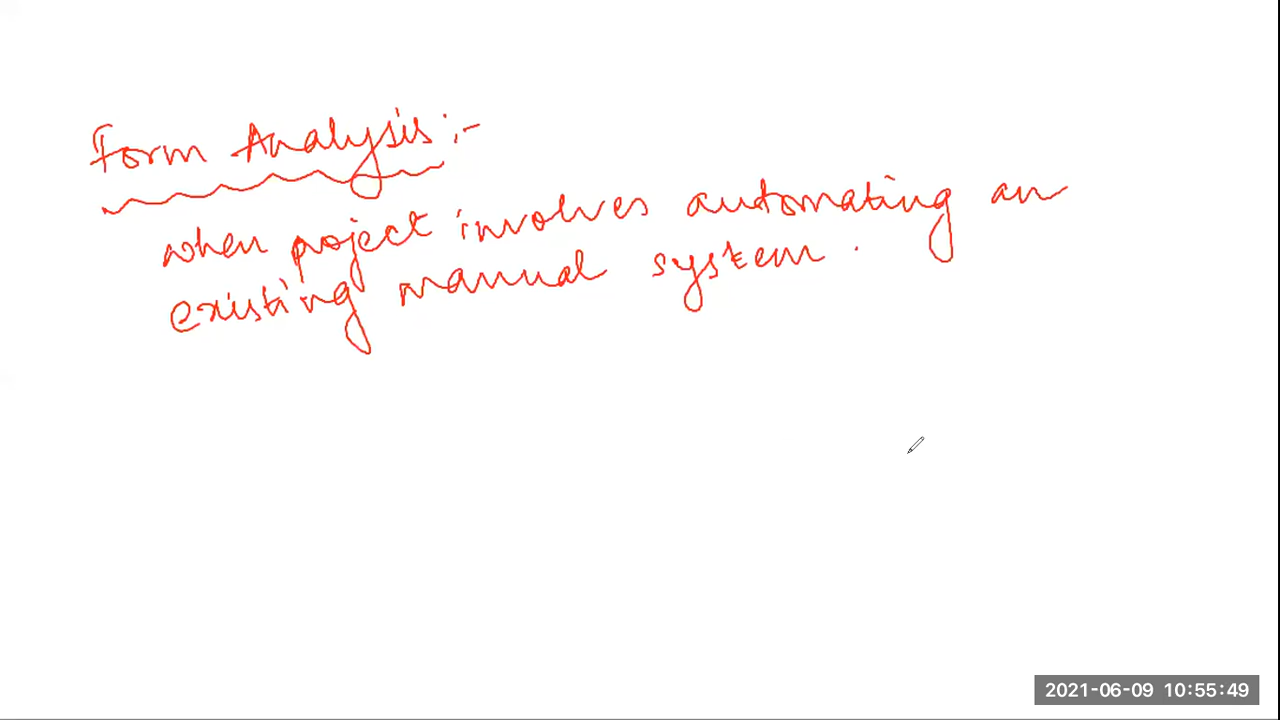 Form Analysis:-
when project involves automating an
existing manual system.
2021-06-09 10:55:49